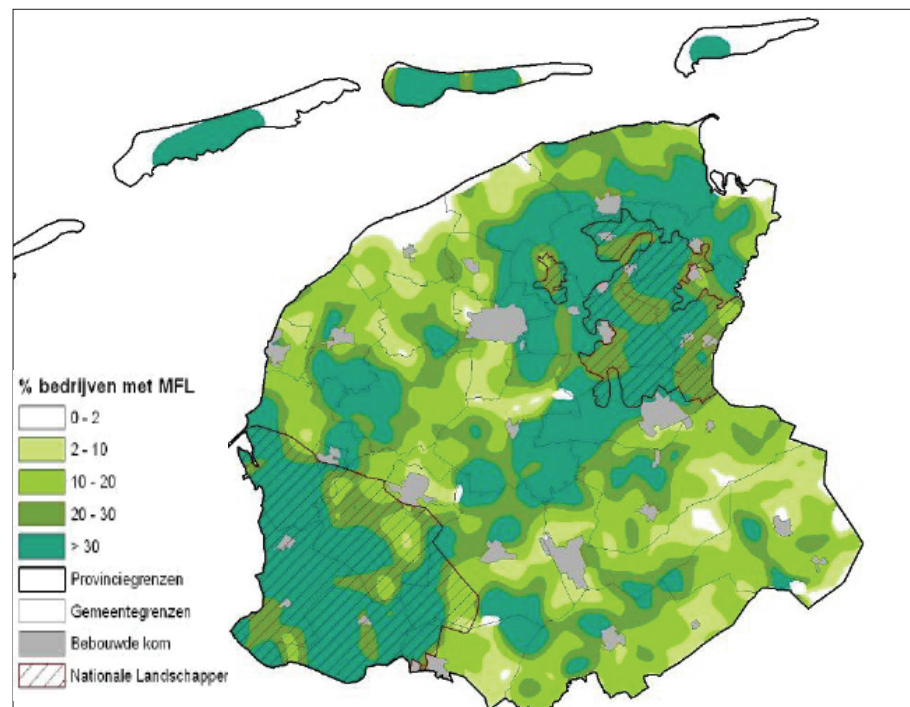 % bedrijven met MFL
0 - 2
2 - 10
10 - 20
20 - 30
> 30
Provinciegrenzen
Gemeentegrenzen
Bebouwde kom
Nationale Landschapper